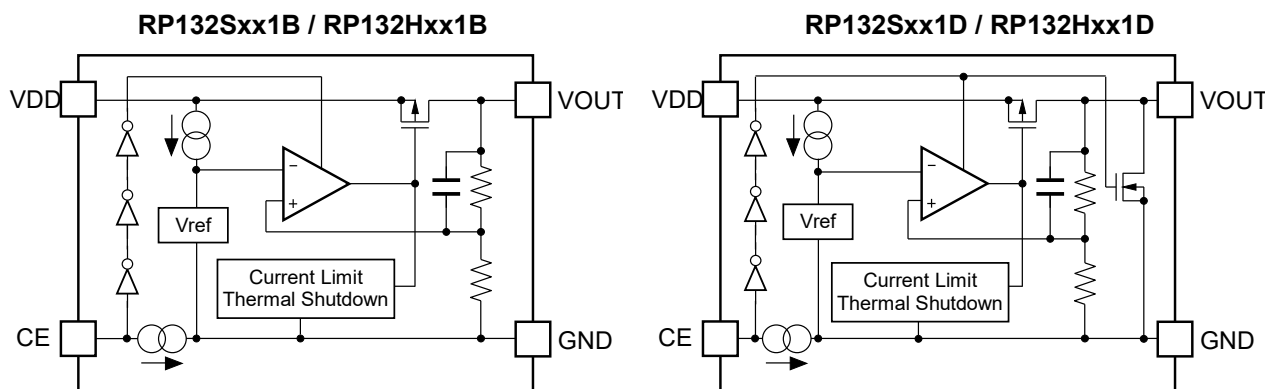 RP132Sxx1B / RP132Hxx1B
VDD
VOUT
−
+
Vref
Current Limit
Thermal Shutdown
CE
GND
RP132Sxx1D / RP132Hxx1D
VDD
VOUT
−
+
Vref
Current Limit
Thermal Shutdown
CE
GND